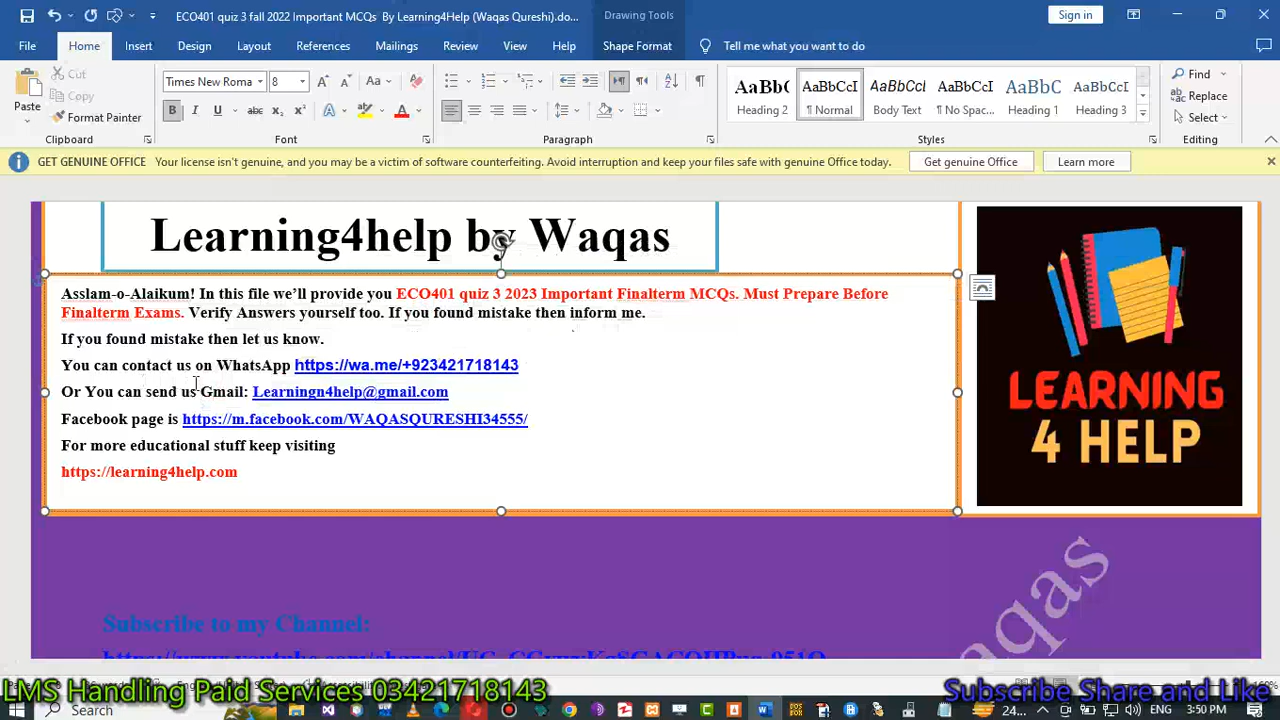 ECO401 quiz 3 fall 2022 Important MCQs By Learning4Help (Waqas Qureshi).do...
Drawing Tools
Sign in
File Home Insert Design Layout References Mailings Review View Help Shape Format Tell me what you want to do
Paste
Cut
Copy
Format Painter
Times New Roma 8
AaBbC Heading 2
AaBbCcI ¶ Normal
AaBbCcI Body Text
AaBbCcI ¶ No Spac...
AaBbC Heading 1
AaBbCcI Heading 3
Find
Replace
Select
Clipboard Font Paragraph Styles Editing
GET GENUINE OFFICE Your license isn't genuine, and you may be a victim of software counterfeiting. Avoid interruption and keep your files safe with genuine Office today. Get genuine Office Learn more
Learning4help by Waqas
Asslam-o-Alaikum! In this file we'll provide you ECO401 quiz 3 2023 Important Finalterm MCQs. Must Prepare Before
Finalterm Exams. Verify Answers yourself too. If you found mistake then inform me.
If you found mistake then let us know.
You can contact us on WhatsApp https://wa.me/+923421718143
Or You can send us Gmail: Learningn4help@gmail.com
Facebook page is https://m.facebook.com/WAQASQURESHI34555/
For more educational stuff keep visiting
https://learning4help.com
LEARNING
4 HELP
aqas
Subscribe to my Channel:
LMS Handling Paid Services 03421718143
Subscribe Share and Like
Search
24...
ENG
3:50 PM